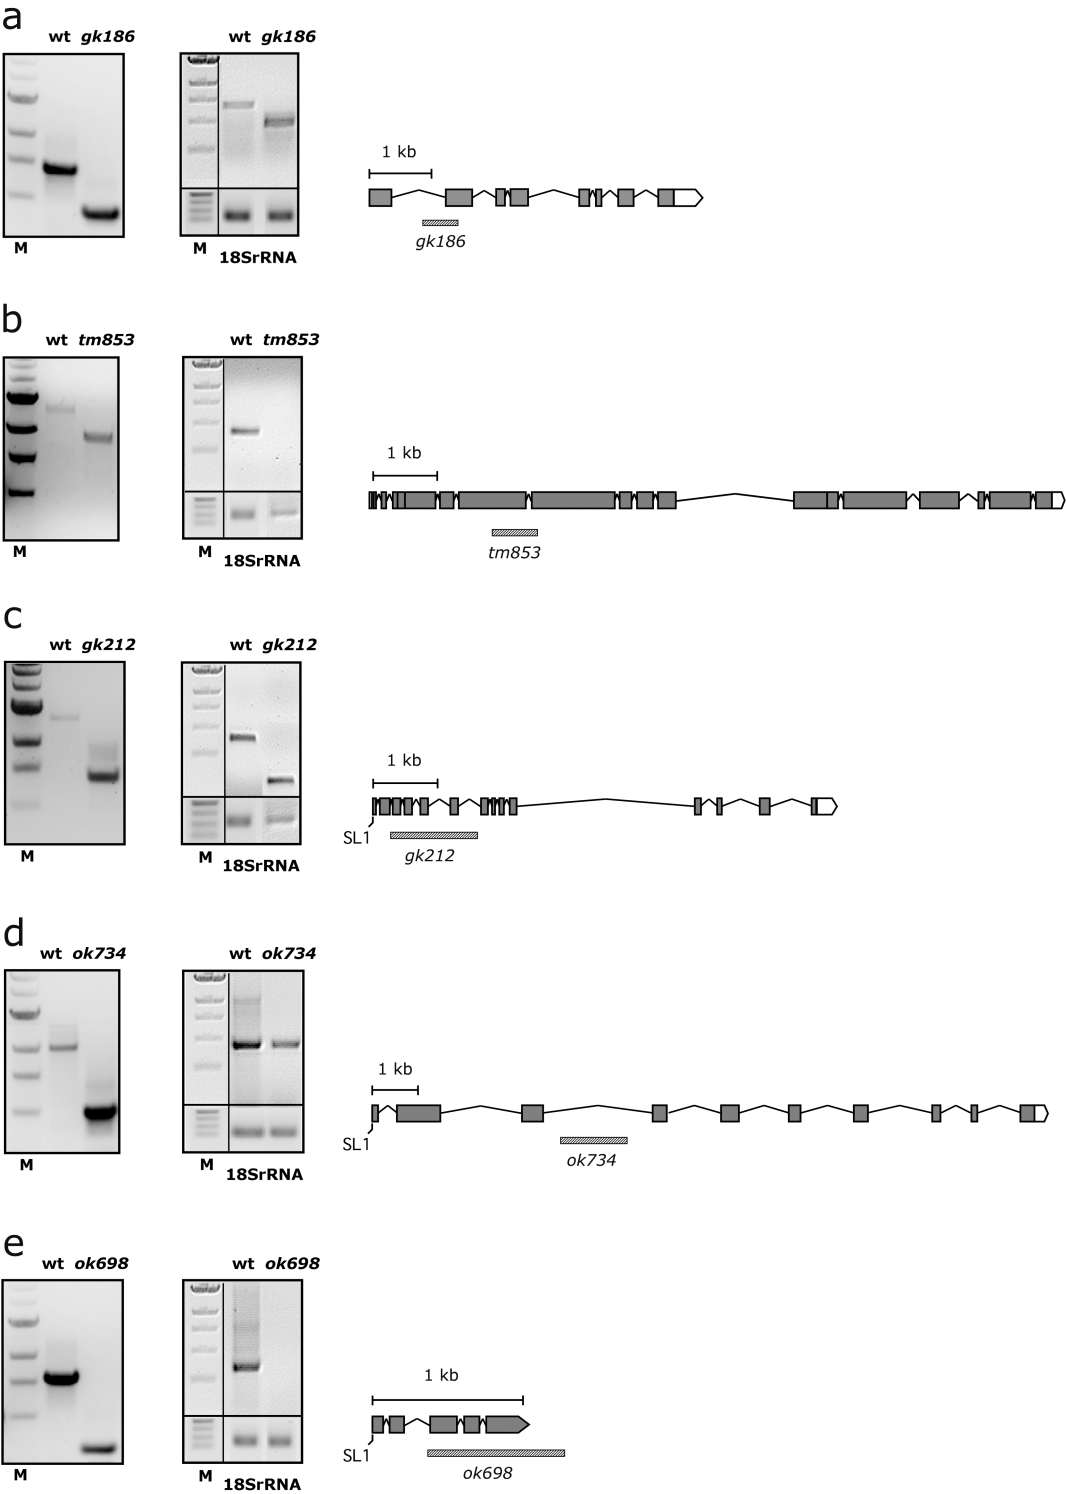 a
wt gk186
wt gk186
1 kb
gk186
M
M
18SrRNA
b
wt tm853
wt tm853
1 kb
tm853
M
M
18SrRNA
c
wt gk212
wt gk212
1 kb
SL1
gk212
M
M
18SrRNA
d
wt ok734
wt ok734
1 kb
SL1
ok734
M
M
18SrRNA
e
wt ok698
wt ok698
1 kb
SL1
ok698
M
M
18SrRNA